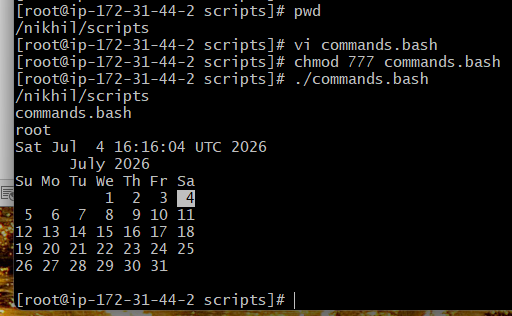 [root@ip-172-31-44-2 scripts]# pwd
/nikhil/scripts
[root@ip-172-31-44-2 scripts]# vi commands.bash
[root@ip-172-31-44-2 scripts]# chmod 777 commands.bash
[root@ip-172-31-44-2 scripts]# ./commands.bash
/nikhil/scripts
commands.bash
root
Sat Jul  4 16:16:04 UTC 2026
      July 2026
Su Mo Tu We Th Fr Sa
          1  2  3  4
 5  6  7  8  9 10 11
12 13 14 15 16 17 18
19 20 21 22 23 24 25
26 27 28 29 30 31
[root@ip-172-31-44-2 scripts]#